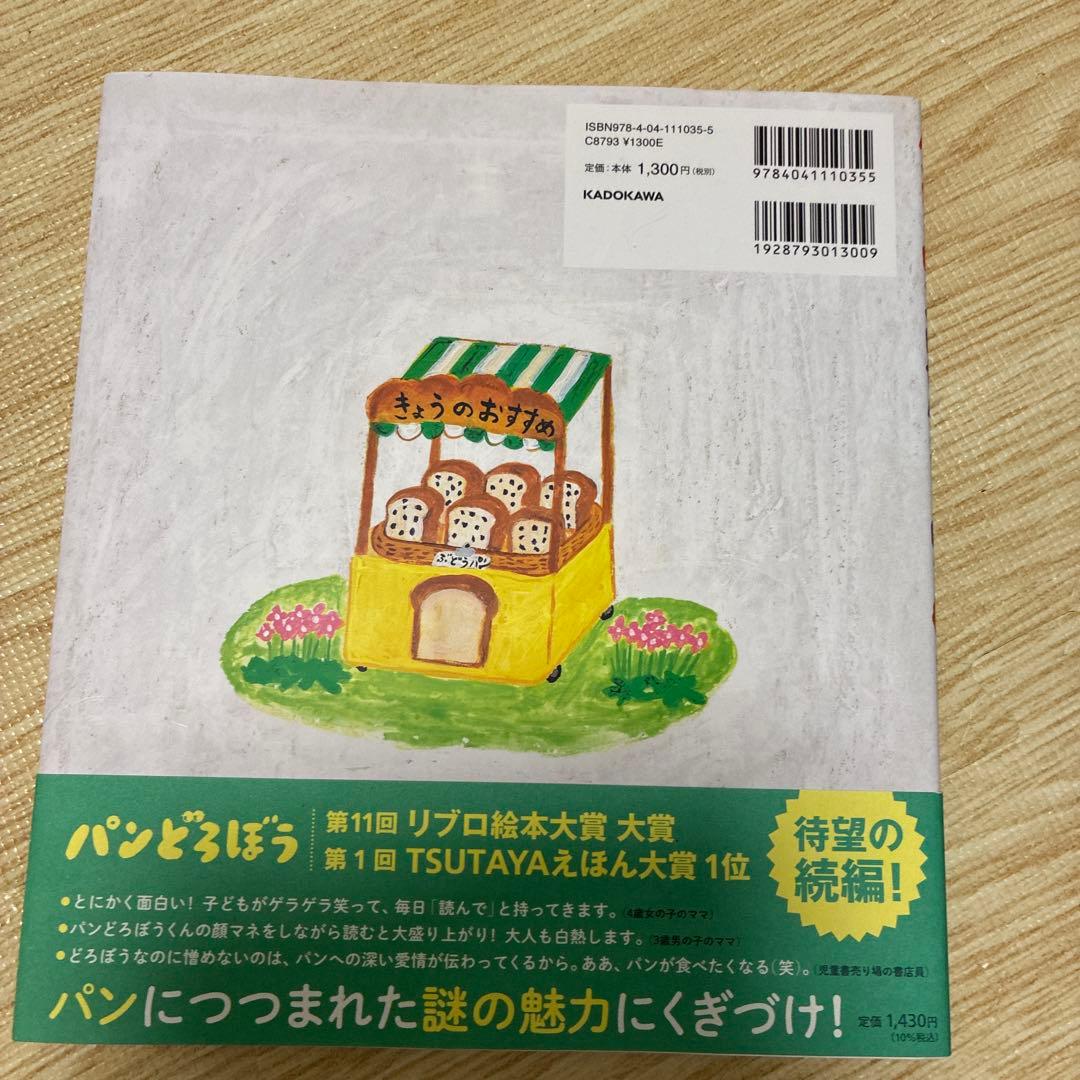 ISBN978-4-04-111035-5
C8793 ¥1300E
定価：本体 1,300円（税別）
KADOKAWA
9784041110355
1928793013009
きょうのおすすめ
ぶどうパン
パンどろぼう
第11回 リブロ絵本大賞 大賞
第1回 TSUTAYAえほん大賞 1位
待望の
続編！
●とにかく面白い！ 子どもがゲラゲラ笑って、毎日「読んで」と持ってきます。（4歳女の子のママ）
●パンどろぼうくんの顔マネをしながら読むと大盛り上がり！ 大人も白熱します。（3歳男の子のママ）
●どろぼうなのに憎めないのは、パンへの深い愛情が伝わってくるから。ああ、パンが食べたくなる（笑）。（児童書売り場の書店員）
パンにつつまれた謎の魅力にくぎづけ！
定価 1,430円
（10%税込）